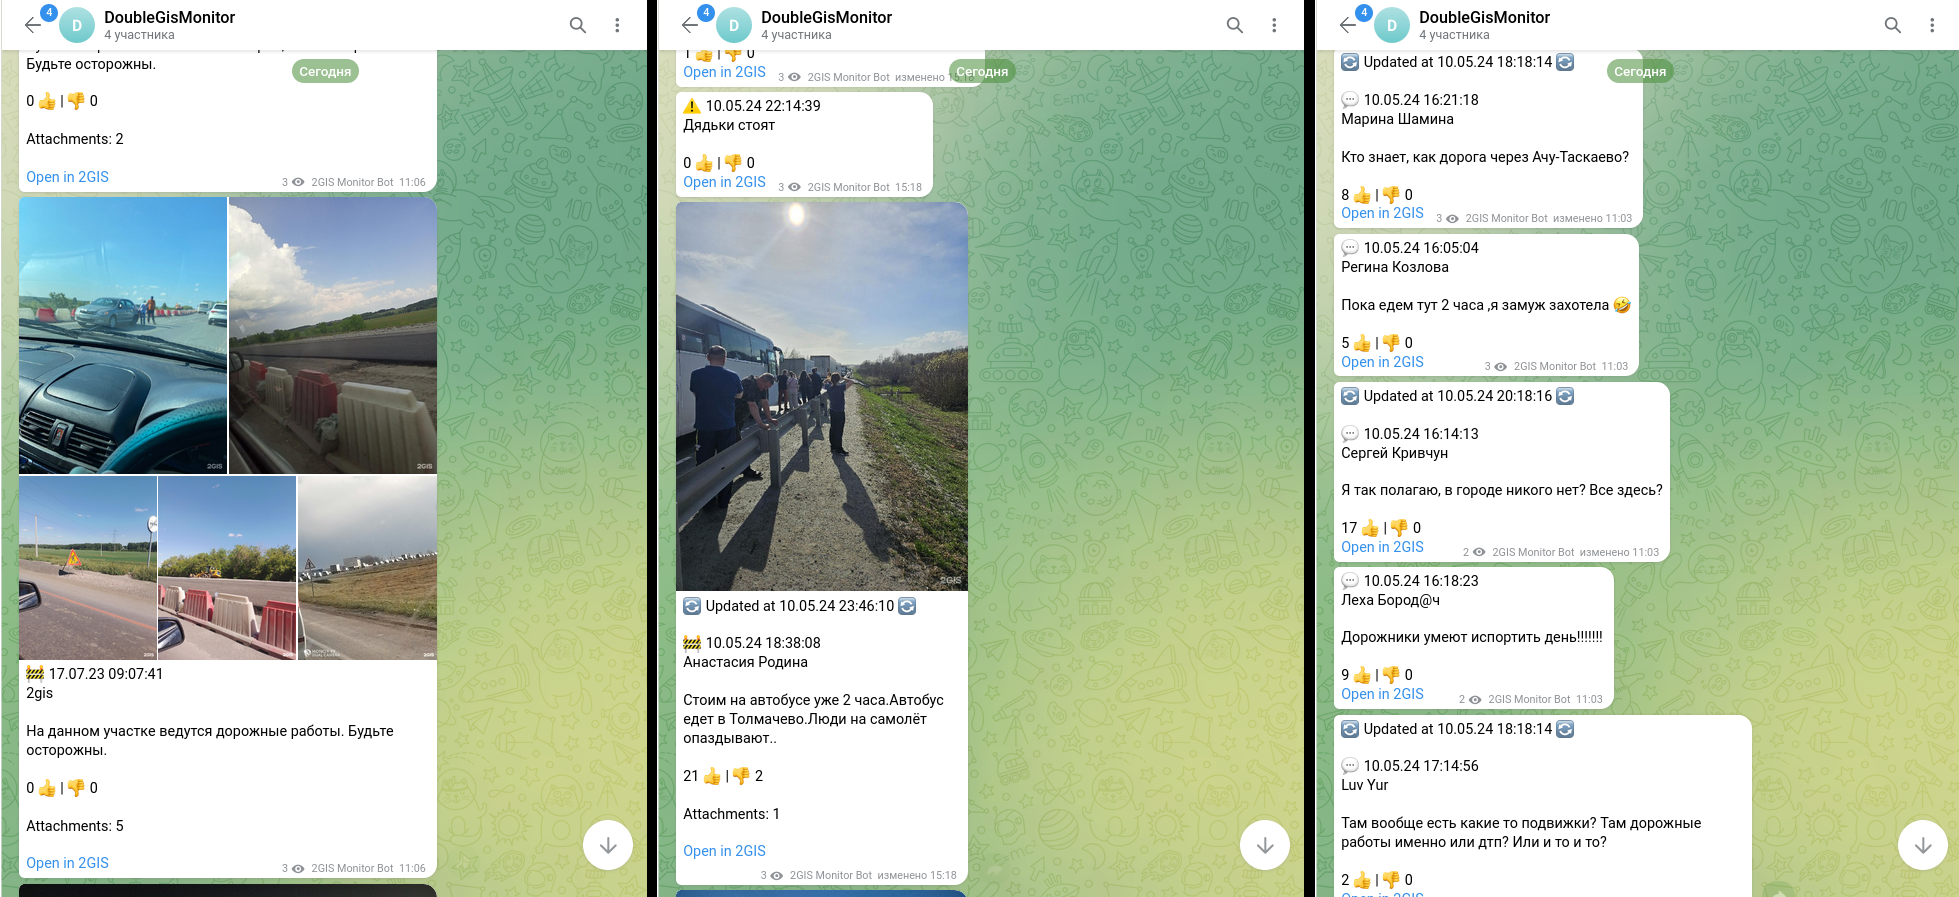 4
D
DoubleGisMonitor
4 участника
Сегодня
Будьте осторожны.
0 👍 | 👎 0
Attachments: 2
Open in 2GIS
3 2GIS Monitor Bot 11:06
2GIS
2GIS
2GIS
2GIS
2GIS
🚧 17.07.23 09:07:41
2gis
На данном участке ведутся дорожные работы. Будьте
осторожны.
0 👍 | 👎 0
Attachments: 5
Open in 2GIS
3 2GIS Monitor Bot 11:06
4
D
DoubleGisMonitor
4 участника
Сегодня
1 👍 | 👎 0
Open in 2GIS
3 2GIS Monitor Bot изменено
⚠️ 10.05.24 22:14:39
Дядьки стоят
0 👍 | 👎 0
Open in 2GIS
3 2GIS Monitor Bot 15:18
2GIS
🔄 Updated at 10.05.24 23:46:10 🔄
🚧 10.05.24 18:38:08
Анастасия Родина
Стоим на автобусе уже 2 часа.Автобус
едет в Толмачево.Люди на самолёт
опаздывают..
21 👍 | 👎 2
Attachments: 1
Open in 2GIS
3 2GIS Monitor Bot изменено 15:18
4
D
DoubleGisMonitor
4 участника
Сегодня
🔄 Updated at 10.05.24 18:18:14 🔄
💬 10.05.24 16:21:18
Марина Шамина
Кто знает, как дорога через Ачу-Таскаево?
8 👍 | 👎 0
Open in 2GIS
3 2GIS Monitor Bot изменено 11:03
💬 10.05.24 16:05:04
Регина Козлова
Пока едем тут 2 часа ,я замуж захотела 🤣
5 👍 | 👎 0
Open in 2GIS
3 2GIS Monitor Bot 11:03
🔄 Updated at 10.05.24 20:18:16 🔄
💬 10.05.24 16:14:13
Сергей Кривчун
Я так полагаю, в городе никого нет? Все здесь?
17 👍 | 👎 0
Open in 2GIS
2 2GIS Monitor Bot изменено 11:03
💬 10.05.24 16:18:23
Леха Бород@ч
Дорожники умеют испортить день!!!!!!!
9 👍 | 👎 0
Open in 2GIS
2 2GIS Monitor Bot 11:03
🔄 Updated at 10.05.24 18:18:14 🔄
💬 10.05.24 17:14:56
Luv Yur
Там вообще есть какие то подвижки? Там дорожные
работы именно или дтп? Или и то и то?
2 👍 | 👎 0
Open in 2GIS